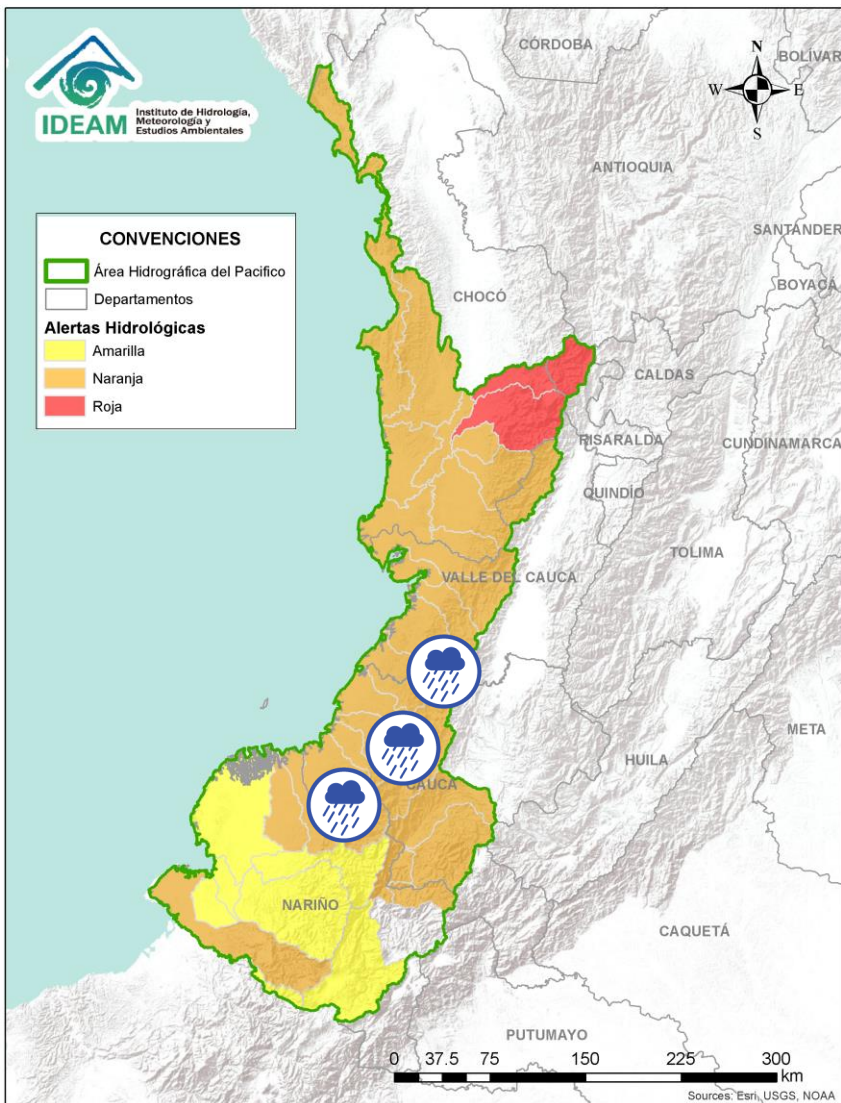 IDEAM
Instituto de Hidrología,
Meteorología y
Estudios Ambientales
CÓRDOBA
BOLÍVAR
N
W
E
S
ANTIOQUIA
SANTANDER
BOYACÁ
CONVENCIONES
Área Hidrográfica del Pacifico
Departamentos
Alertas Hidrológicas
Amarilla
Naranja
Roja
CHOCÓ
CALDAS
RISARALDA
CUNDINAMARCA
QUINDÍO
TOLIMA
VALLE DEL CAUCA
META
HUILA
CAUCA
NARIÑO
CAQUETÁ
PUTUMAYO
0 37.5 75 150 225 300
km
Sources: Esri, USGS, NOAA